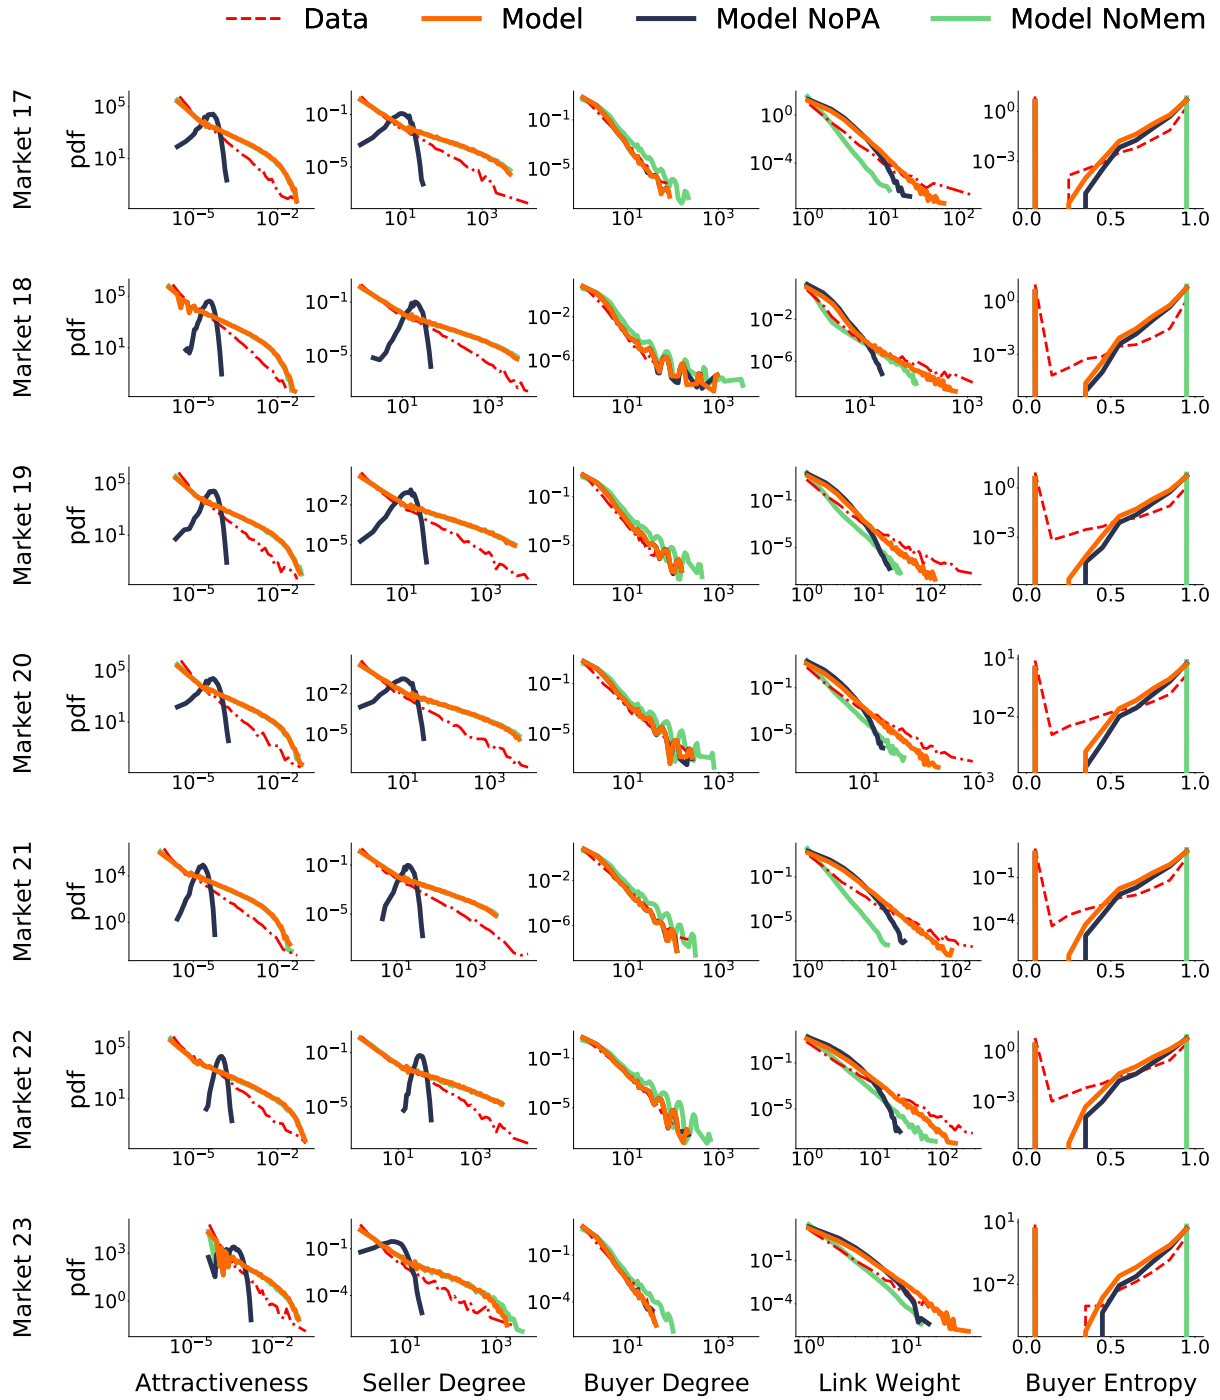 Data Model Model NoPA Model NoMem
Market 17
pdf
10^5 10^1 10^-5 10^-2
10^-1 10^-5 10^1 10^3
10^-1 10^-4 10^1 10^3
10^0 10^-4 10^0 10^2
10^0 10^-3 0.0 0.5 1.0
Market 18
pdf
10^5 10^1 10^-5 10^-2
10^-1 10^-5 10^1 10^3
10^-2 10^-6 10^1 10^3
10^-2 10^-6 10^1 10^3
10^0 10^-3 0.0 0.5 1.0
Market 19
pdf
10^5 10^1 10^-5 10^-2
10^-2 10^-5 10^1 10^3
10^-1 10^-5 10^1 10^3
10^-1 10^-5 10^0 10^1 10^2
10^0 10^-3 0.0 0.5 1.0
Market 20
pdf
10^5 10^1 10^-5 10^-2
10^-2 10^-5 10^1 10^3
10^-1 10^-5 10^1 10^3
10^-1 10^-5 10^1 10^3
10^1 10^-2 0.0 0.5 1.0
Market 21
pdf
10^4 10^0 10^-5 10^-2
10^-1 10^-5 10^1 10^3
10^-2 10^-6 10^1 10^3
10^-1 10^-5 10^0 10^1 10^2
10^-1 10^-4 0.0 0.5 1.0
Market 22
pdf
10^5 10^1 10^-5 10^-2
10^-1 10^-5 10^1 10^3
10^-1 10^-5 10^1 10^3
10^-1 10^-5 10^0 10^1 10^2
10^0 10^-3 0.0 0.5 1.0
Market 23
pdf
10^3 10^0 10^-5 10^-2
10^-1 10^-4 10^1 10^3
10^-1 10^-4 10^1 10^3
10^-1 10^-4 10^0 10^1
10^1 10^-2 0.0 0.5 1.0
Attractiveness Seller Degree Buyer Degree Link Weight Buyer Entropy